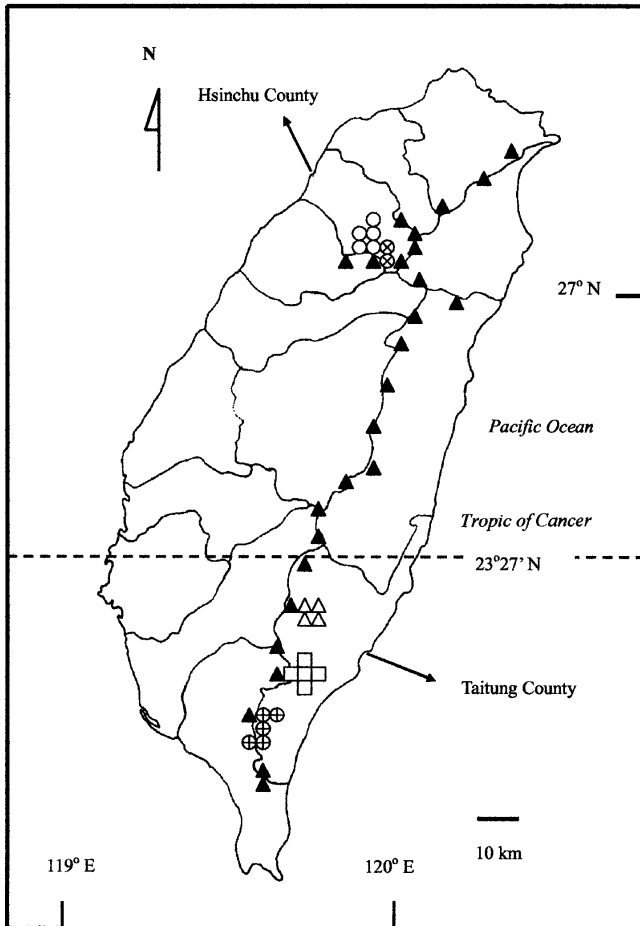 N
Hsinchu County
27° N
Pacific Ocean
Tropic of Cancer
23°27' N
Taitung County
10 km
119° E
120° E